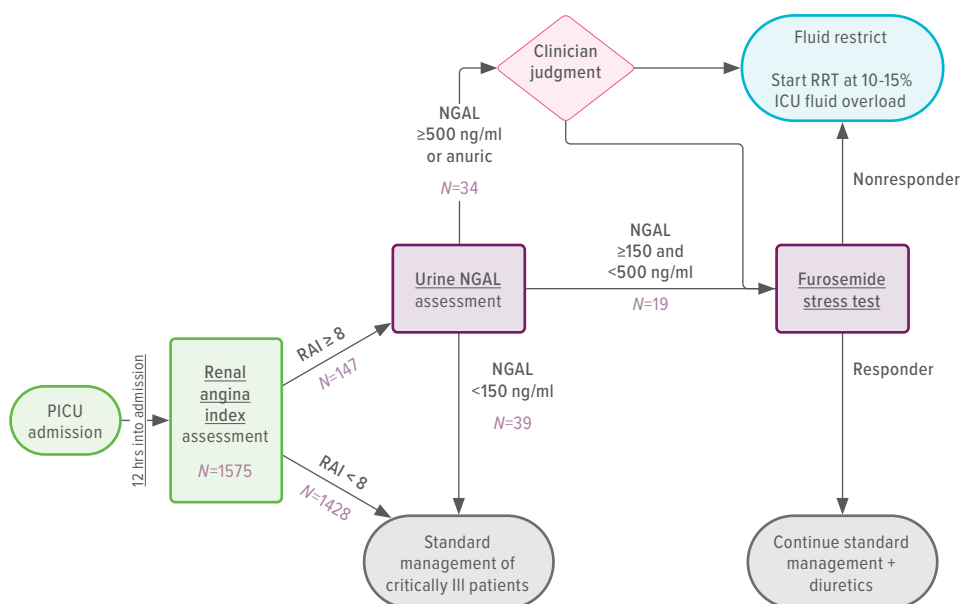 PICU
admission
12 hrs into admission
Renal
angina
index
assessment
N=1575
RAI ≥ 8
N=147
RAI < 8
N=1428
Urine NGAL
assessment
NGAL
≥500 ng/ml
or anuric
N=34
Clinician
judgment
Fluid restrict
Start RRT at 10-15%
ICU fluid overload
NGAL
≥150 and
<500 ng/ml
N=19
NGAL
<150 ng/ml
N=39
Standard
management of
critically Ill patients
Furosemide
stress test
Nonresponder
Responder
Continue standard
management +
diuretics